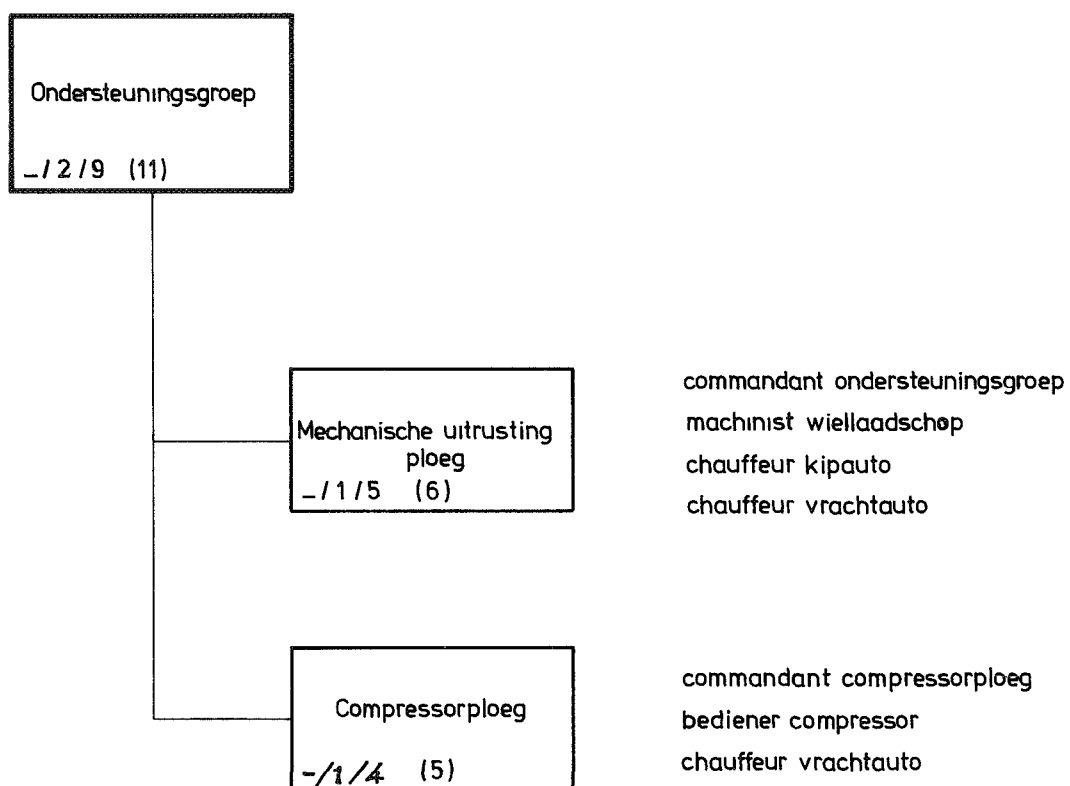 Ondersteuningsgroep
-/2/9 (11)
Mechanische uitrusting
ploeg
-/1/5 (6)
commandant ondersteuningsgroep
machinist wiellaadschop
chauffeur kipauto
chauffeur vrachtauto
Compressorploeg
-/1/4 (5)
commandant compressorploeg
bediener compressor
chauffeur vrachtauto